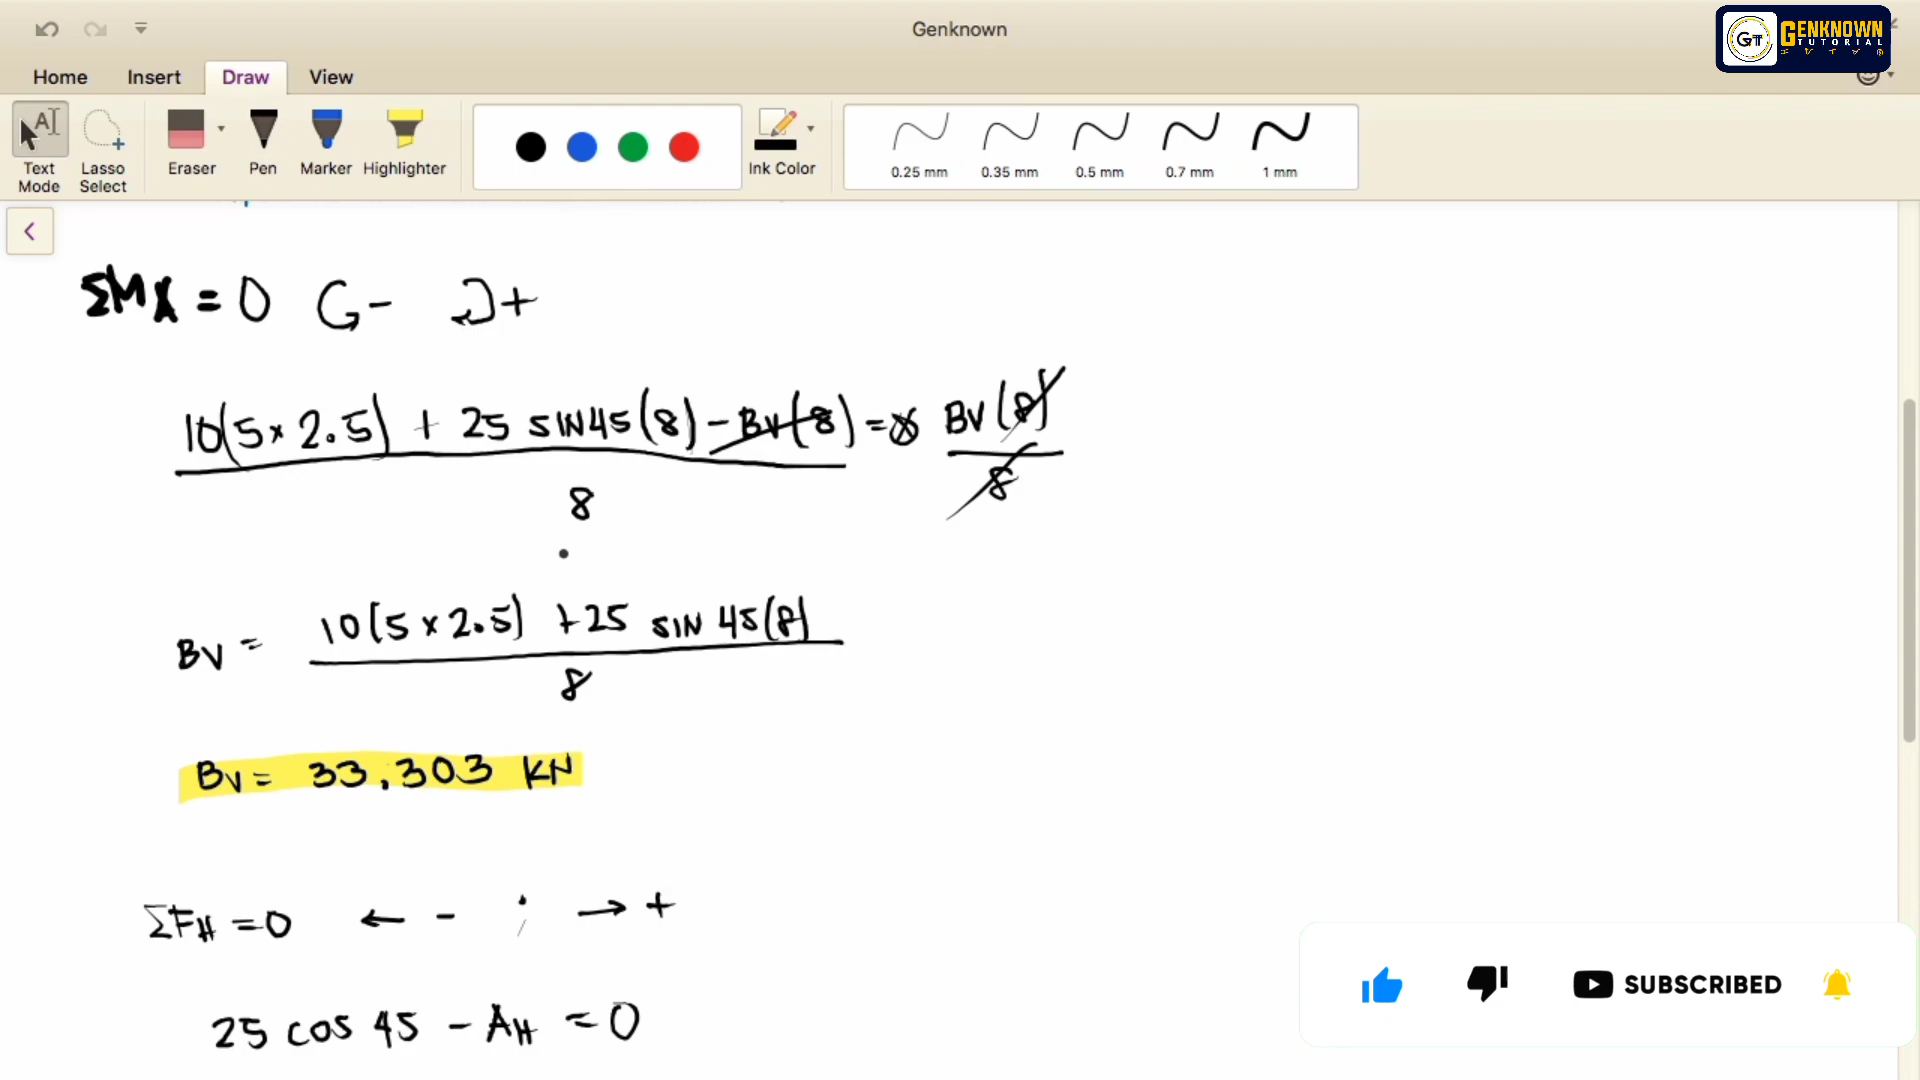 Genknown
GT GENKNOWN
TUTORIAL
Home Insert Draw View
Text Mode
Lasso Select
Eraser
Pen
Marker
Highlighter
Ink Color
0.25 mm
0.35 mm
0.5 mm
0.7 mm
1 mm
ΣMA = 0 - +
10(5 x 2.5) + 25 SIN45 (8) - BV(8) = 0 BV(8)
8 8
BV = 10(5 x 2.5) + 25 SIN 45(8)
8
BV = 33.303 KN
ΣFH = 0 ← - ; → +
25 COS 45 - AH = 0
SUBSCRIBED